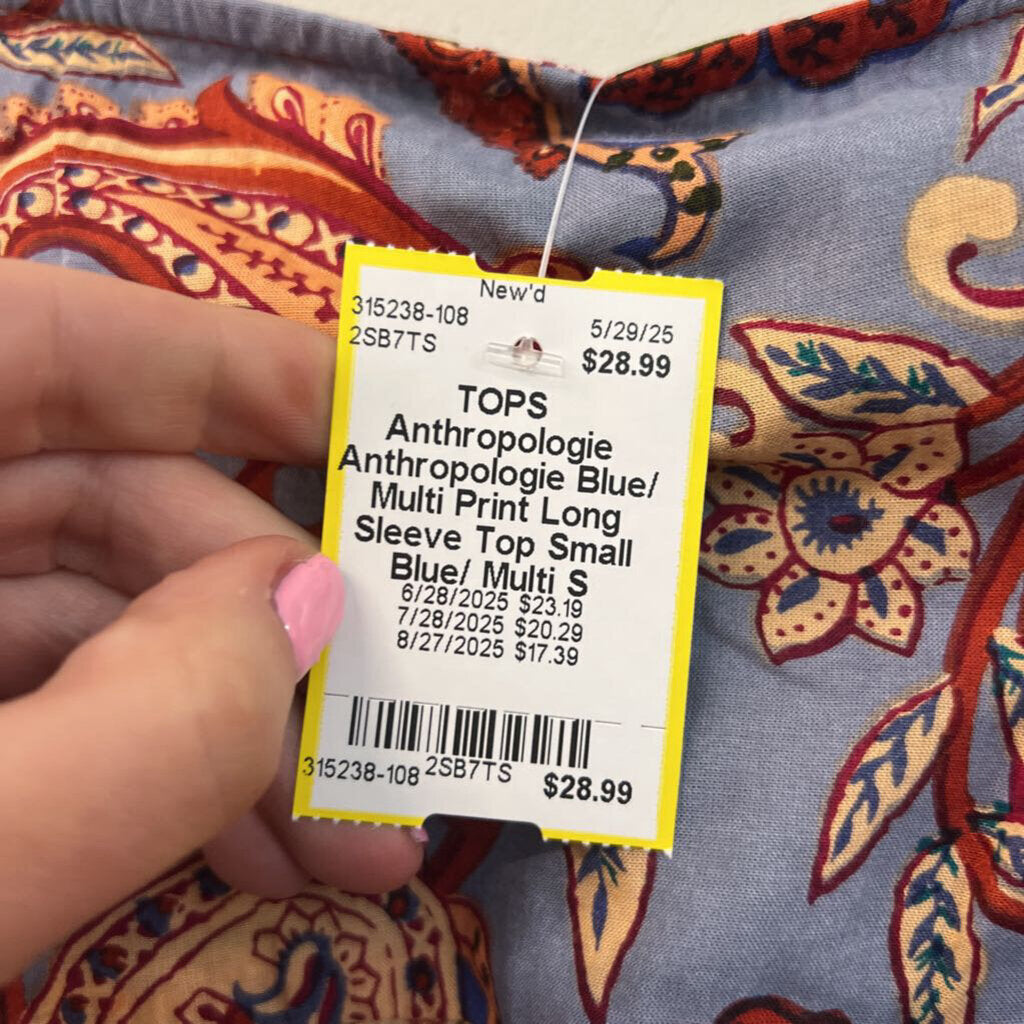 New'd
315238-108 5/29/25
2SB7TS $28.99
TOPS
Anthropologie
Anthropologie Blue/
Multi Print Long
Sleeve Top Small
Blue/ Multi S
6/28/2025 $23.19
7/28/2025 $20.29
8/27/2025 $17.39
315238-108 2SB7TS $28.99